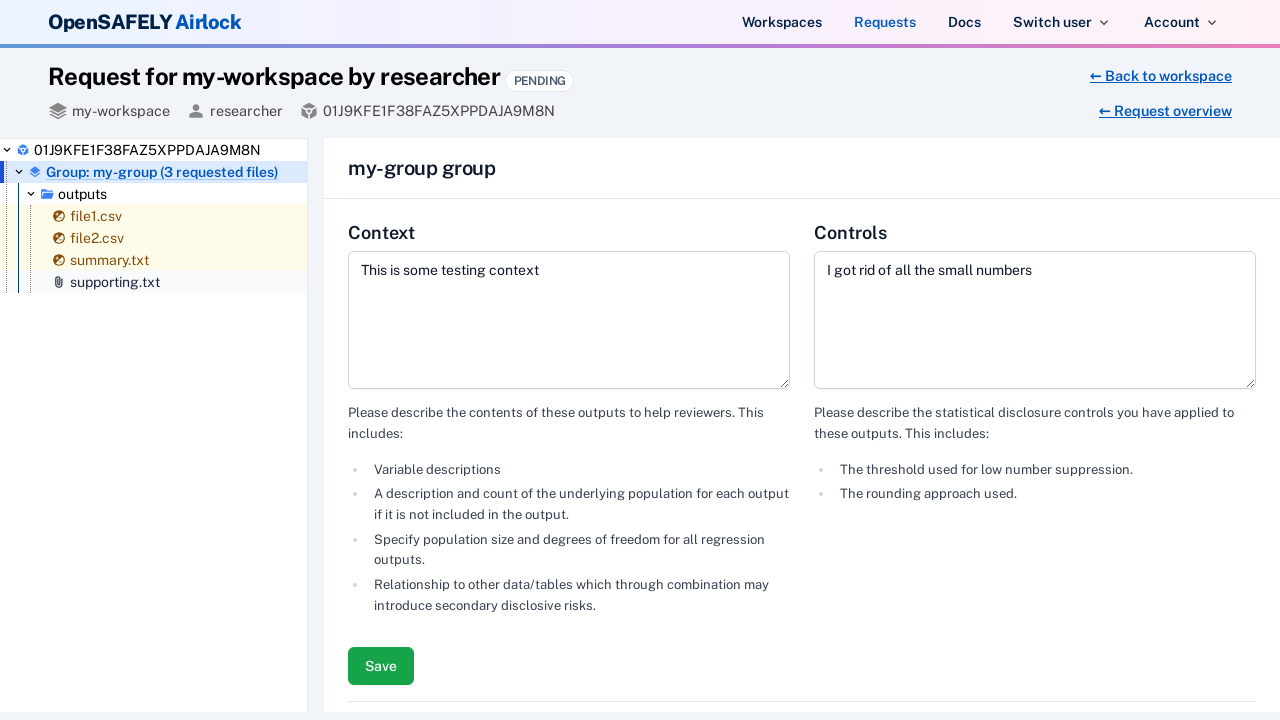 OpenSAFELY Airlock
Workspaces
Requests
Docs
Switch user
Account
Request for my-workspace by researcher PENDING
← Back to workspace
my-workspace researcher 01J9KFE1F38FAZ5XPPDAJA9M8N
← Request overview
01J9KFE1F38FAZ5XPPDAJA9M8N
Group: my-group (3 requested files)
outputs
file1.csv
file2.csv
summary.txt
supporting.txt
my-group group
Context
This is some testing context
Please describe the contents of these outputs to help reviewers. This
includes:
Variable descriptions
A description and count of the underlying population for each output
if it is not included in the output.
Specify population size and degrees of freedom for all regression
outputs.
Relationship to other data/tables which through combination may
introduce secondary disclosive risks.
Controls
I got rid of all the small numbers
Please describe the statistical disclosure controls you have applied to
these outputs. This includes:
The threshold used for low number suppression.
The rounding approach used.
Save